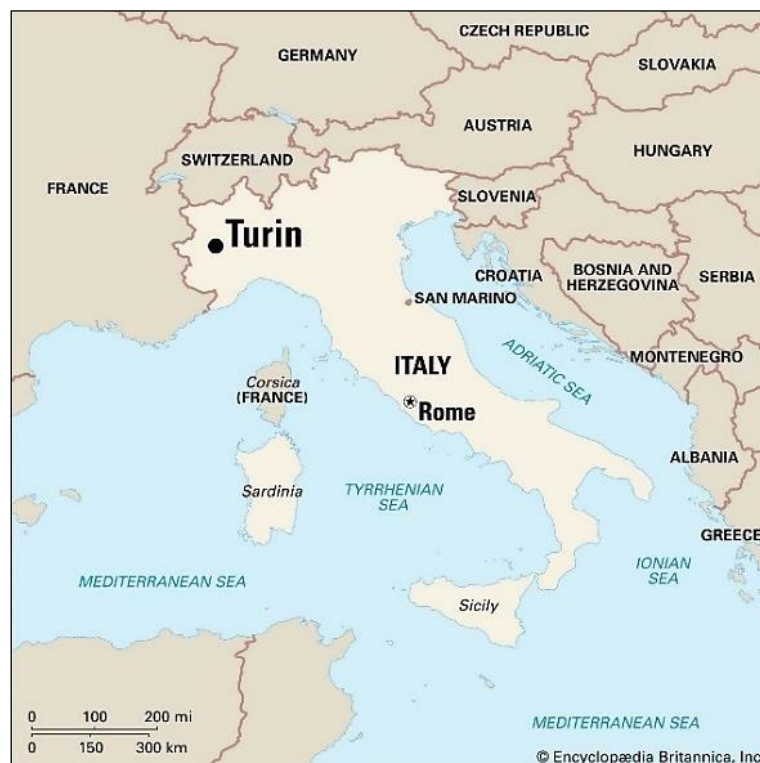 CZECH REPUBLIC
GERMANY
SLOVAKIA
AUSTRIA
HUNGARY
SWITZERLAND
FRANCE
SLOVENIA
Turin
CROATIA
BOSNIA AND
HERZEGOVINA
SERBIA
SAN MARINO
ADRIATIC SEA
MONTENEGRO
ITALY
Corsica
(FRANCE)
Rome
ALBANIA
Sardinia
TYRRHENIAN
SEA
GREECE
IONIAN
SEA
MEDITERRANEAN SEA
Sicily
0 100 200 mi
0 150 300 km
MEDITERRANEAN SEA
© Encyclopædia Britannica, Inc